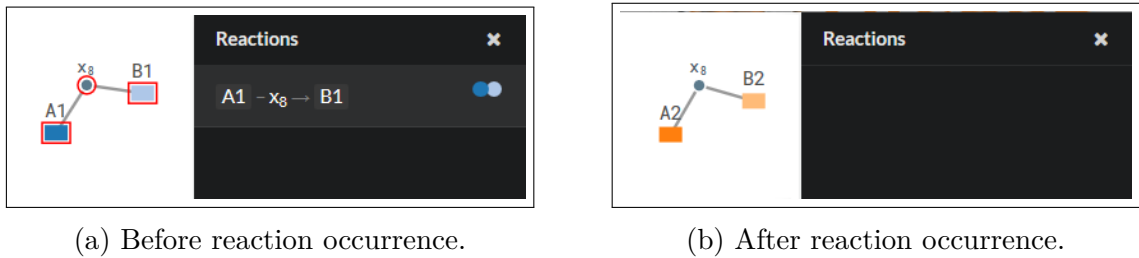 Reactions ×
x₈
B1
A1
A1 – x₈ → B1
(a) Before reaction occurrence.
Reactions ×
x₈
B2
A2
(b) After reaction occurrence.